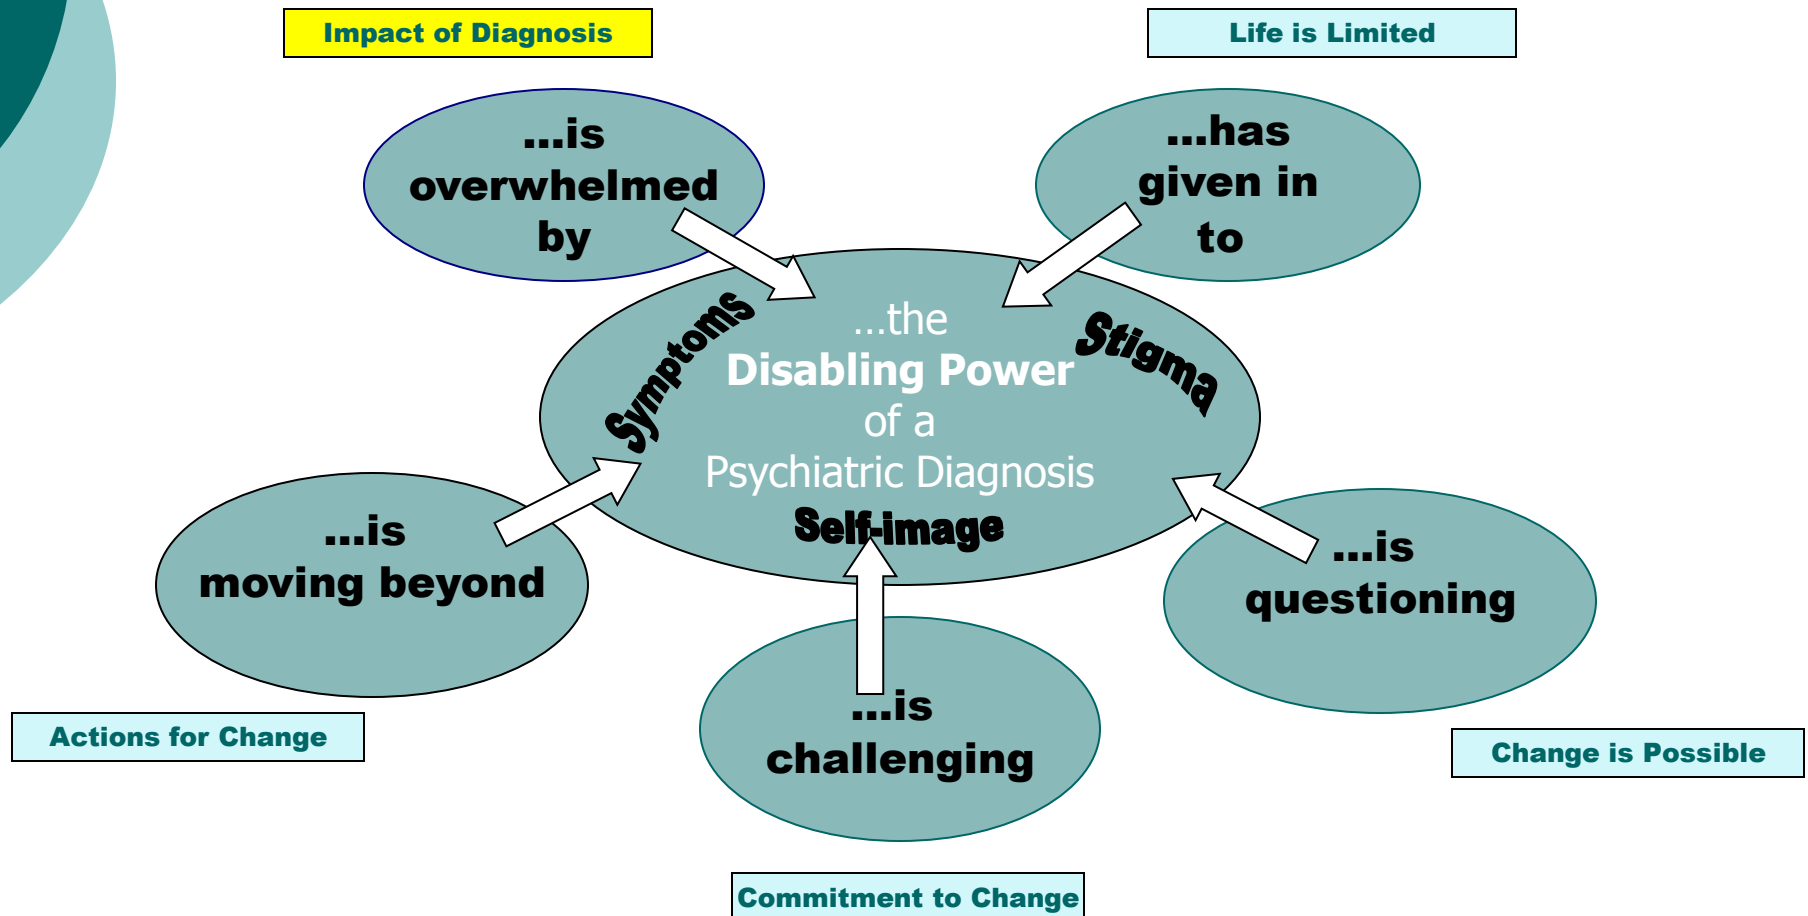 Impact of Diagnosis
Life is Limited
...is
overwhelmed
by
...has
given in
to
Symptoms
...the
Disabling Power
of a
Psychiatric Diagnosis
Stigma
Self-image
...is
moving beyond
...is
questioning
...is
challenging
Actions for Change
Change is Possible
Commitment to Change